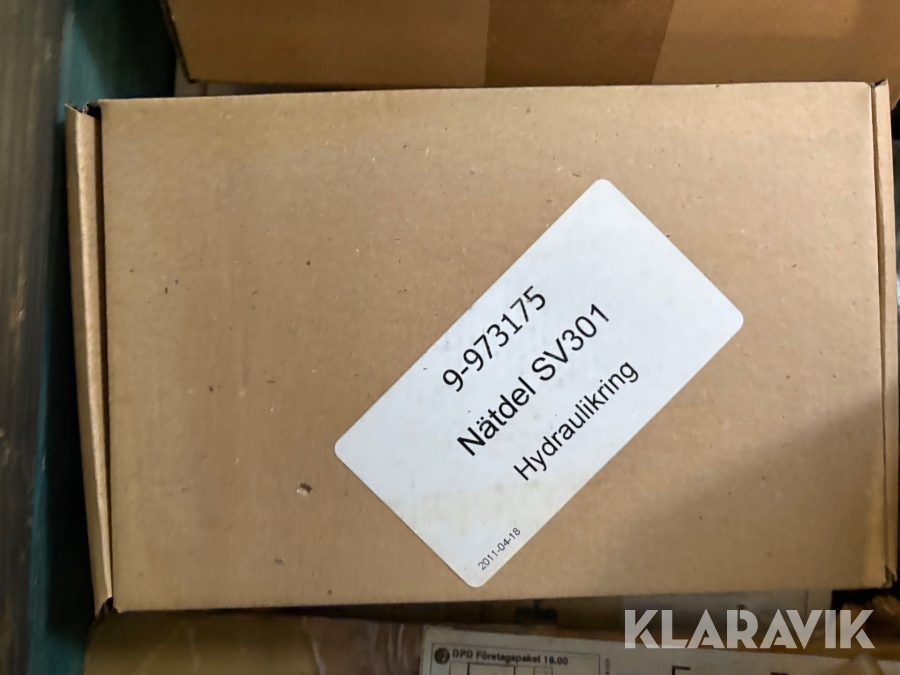 9-973175
Nätdel SV301
Hydraulikring
2011-04-18
KLARAVIK
DPD Företagspaket 16.00